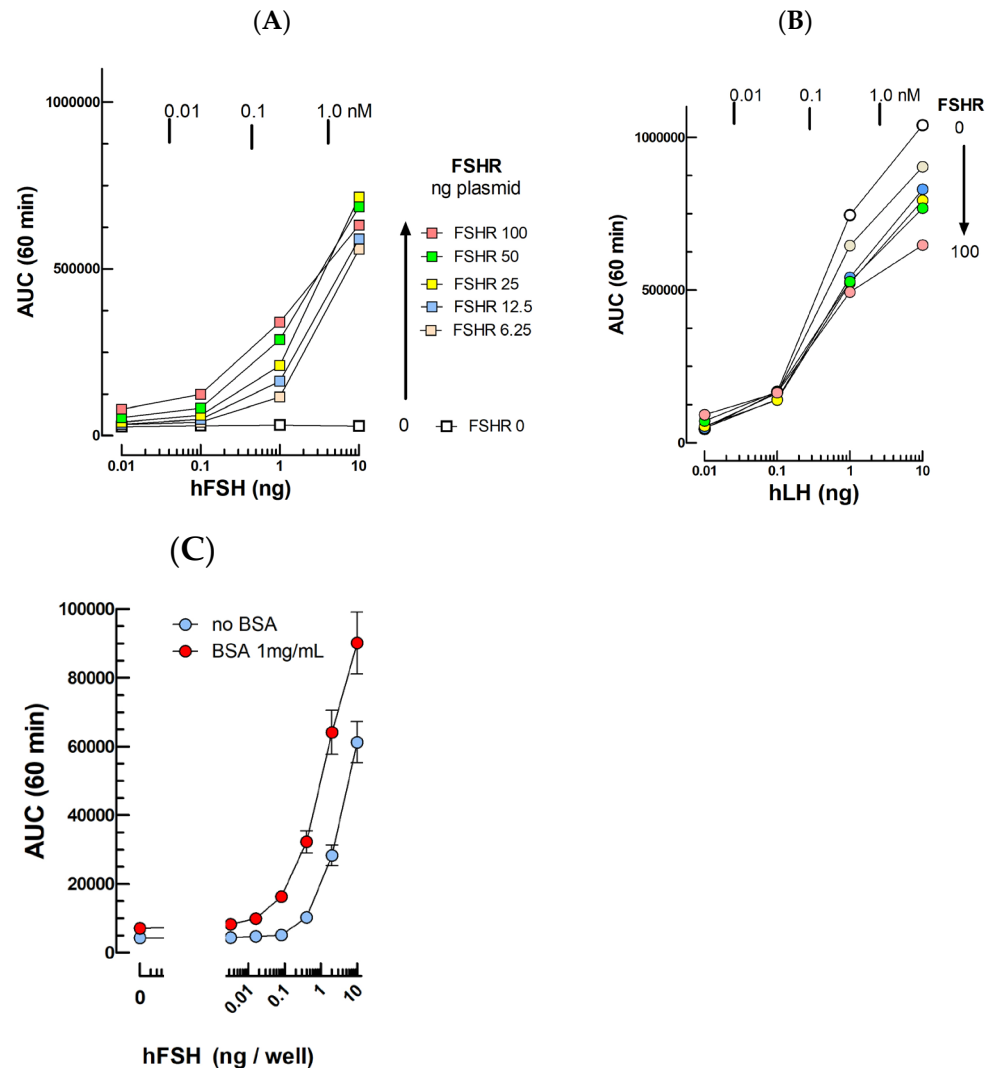 (A)
0.01 0.1 1.0 nM
1000000
500000
0
AUC (60 min)
0.01 0.1 1 10
hFSH (ng)
FSHR
ng plasmid
FSHR 100
FSHR 50
FSHR 25
FSHR 12.5
FSHR 6.25
0 FSHR 0
(B)
0.01 0.1 1.0 nM
FSHR
0
100
1000000
500000
0
AUC (60 min)
0.01 0.1 1 10
hLH (ng)
(C)
no BSA
BSA 1mg/mL
100000
80000
60000
40000
20000
0
AUC (60 min)
0 0.01 0.1 1 10
hFSH (ng / well)